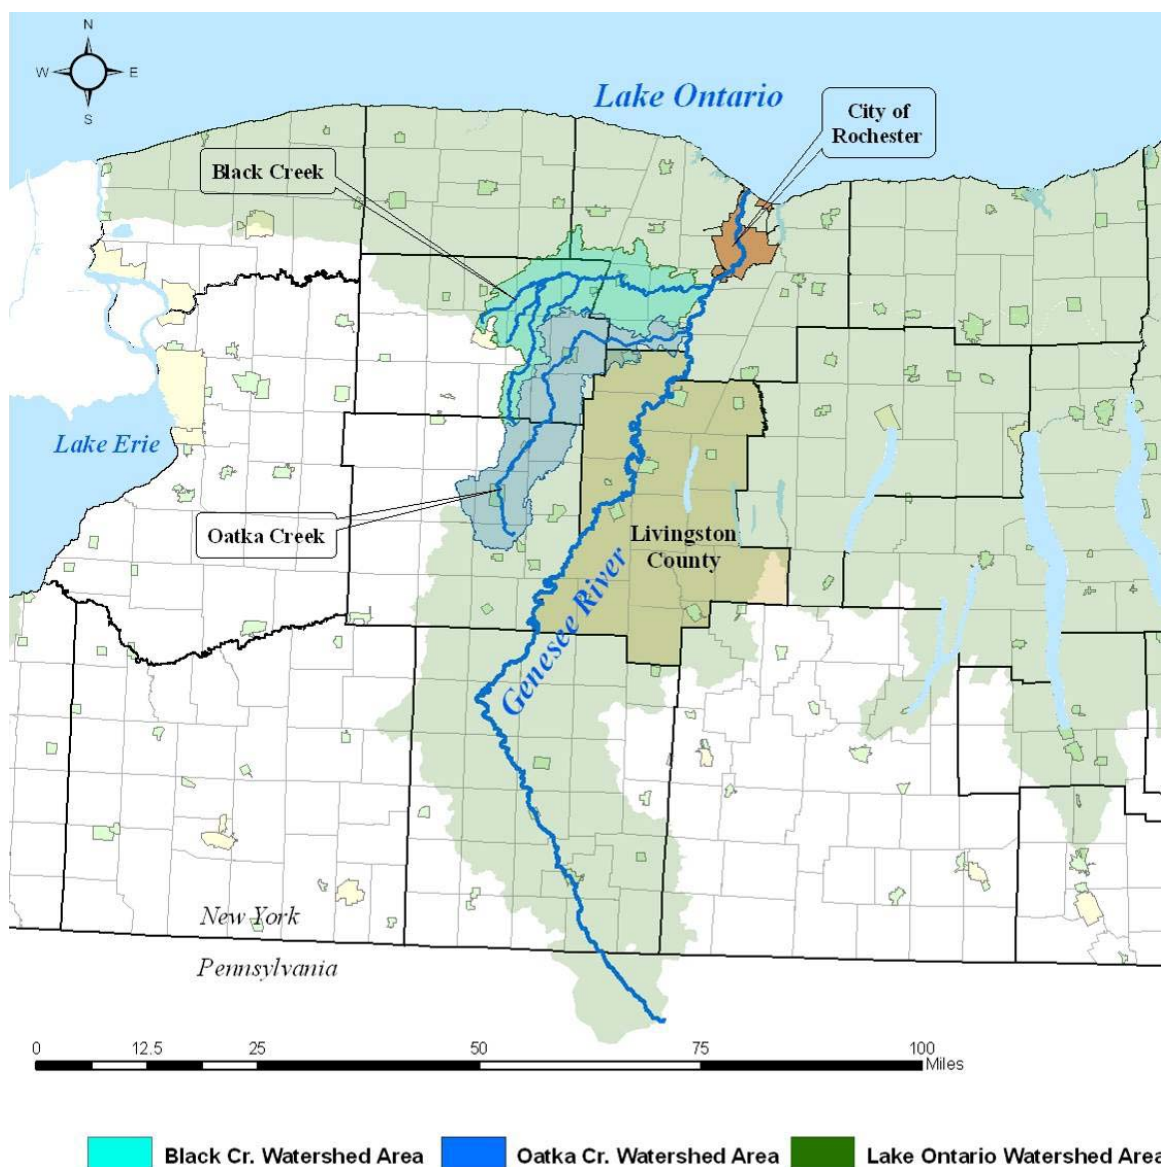 N
W E
S
Lake Ontario
City of
Rochester
Black Creek
Lake Erie
Oatka Creek
Livingston
County
Genesee River
New York
Pennsylvania
0 12.5 25 50 75 100
Miles
Black Cr. Watershed Area Oatka Cr. Watershed Area Lake Ontario Watershed Area